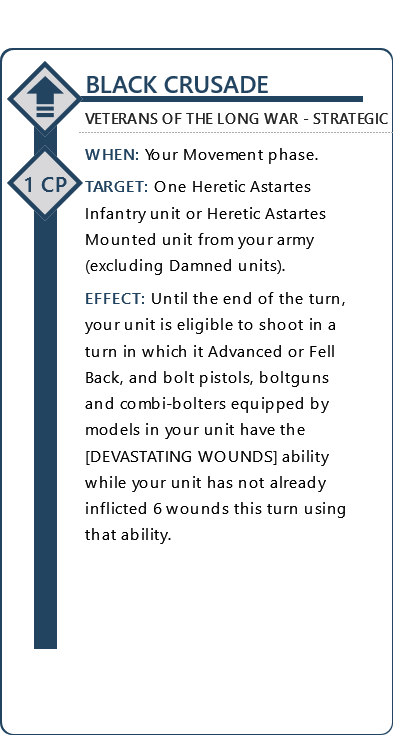 BLACK CRUSADE
VETERANS OF THE LONG WAR - STRATEGIC
WHEN: Your Movement phase.
1 CP
TARGET: One Heretic Astartes
Infantry unit or Heretic Astartes
Mounted unit from your army
(excluding Damned units).
EFFECT: Until the end of the turn,
your unit is eligible to shoot in a
turn in which it Advanced or Fell
Back, and bolt pistols, boltguns
and combi-bolters equipped by
models in your unit have the
[DEVASTATING WOUNDS] ability
while your unit has not already
inflicted 6 wounds this turn using
that ability.